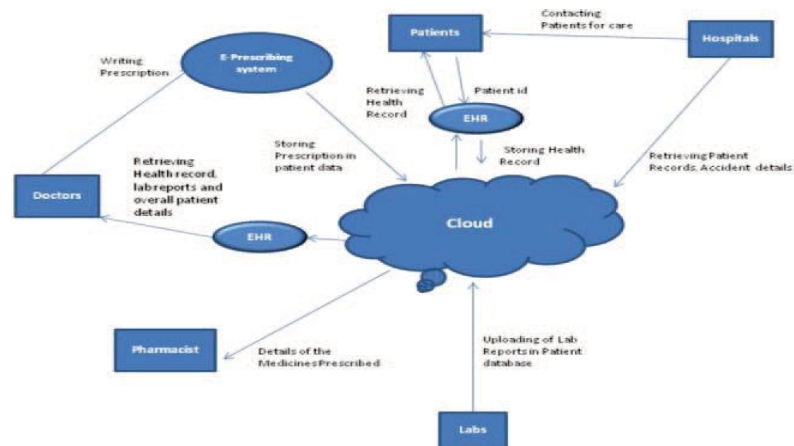 Patients
Contacting
Patients for care
Hospitals
E-Prescribing
system
Writing
Prescription
Retrieving
Health
Record
Patient id
EHR
Storing
Prescription in
patient data
Storing Health
Record
Retrieving Patient
Records, Accident details
Retrieving
Health record,
lab reports and
overall patient
details
Doctors
EHR
Cloud
Pharmacist
Details of the
Medicines Prescribed
Uploading of Lab
Reports in Patient
database
Labs